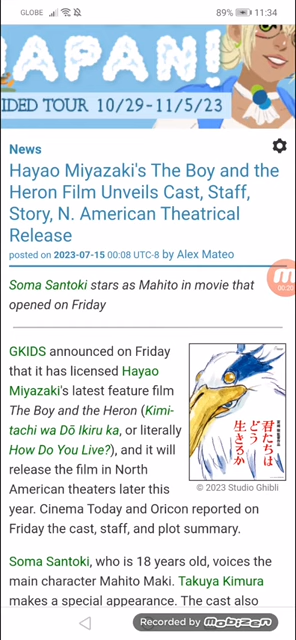 GLOBE 89% 11:34
APAN!
IDED TOUR 10/29-11/5/23
News
Hayao Miyazaki's The Boy and the
Heron Film Unveils Cast, Staff,
Story, N. American Theatrical
Release
posted on 2023-07-15 00:08 UTC-8 by Alex Mateo
Soma Santoki stars as Mahito in movie that
opened on Friday
00:20
GKIDS announced on Friday
that it has licensed Hayao
Miyazaki's latest feature film
The Boy and the Heron (Kimi-
tachi wa Dō Ikiru ka, or literally
How Do You Live?), and it will
release the film in North
American theaters later this
year. Cinema Today and Oricon reported on
Friday the cast, staff, and plot summary.
君たちは
どう
生きるか
© 2023 Studio Ghibli
Soma Santoki, who is 18 years old, voices the
main character Mahito Maki. Takuya Kimura
makes a special appearance. The cast also
Recorded by mobizen